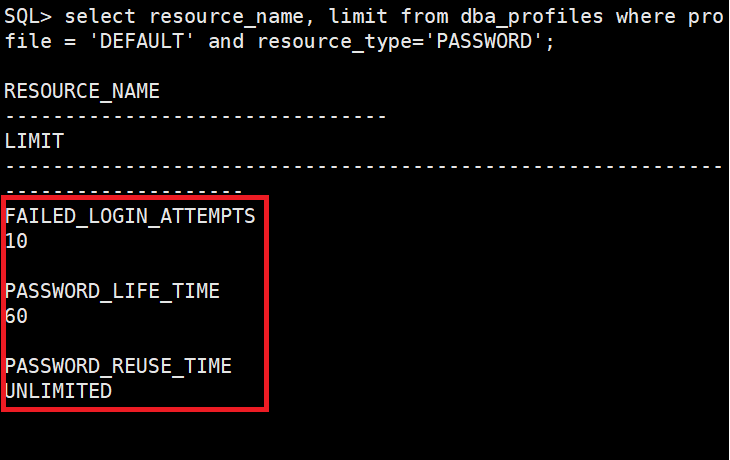 SQL> select resource_name, limit from dba_profiles where pro
file = 'DEFAULT' and resource_type='PASSWORD';
RESOURCE_NAME
--------------------------------
LIMIT
------------------------------------------------------------
--------------------
FAILED_LOGIN_ATTEMPTS
10
PASSWORD_LIFE_TIME
60
PASSWORD_REUSE_TIME
UNLIMITED